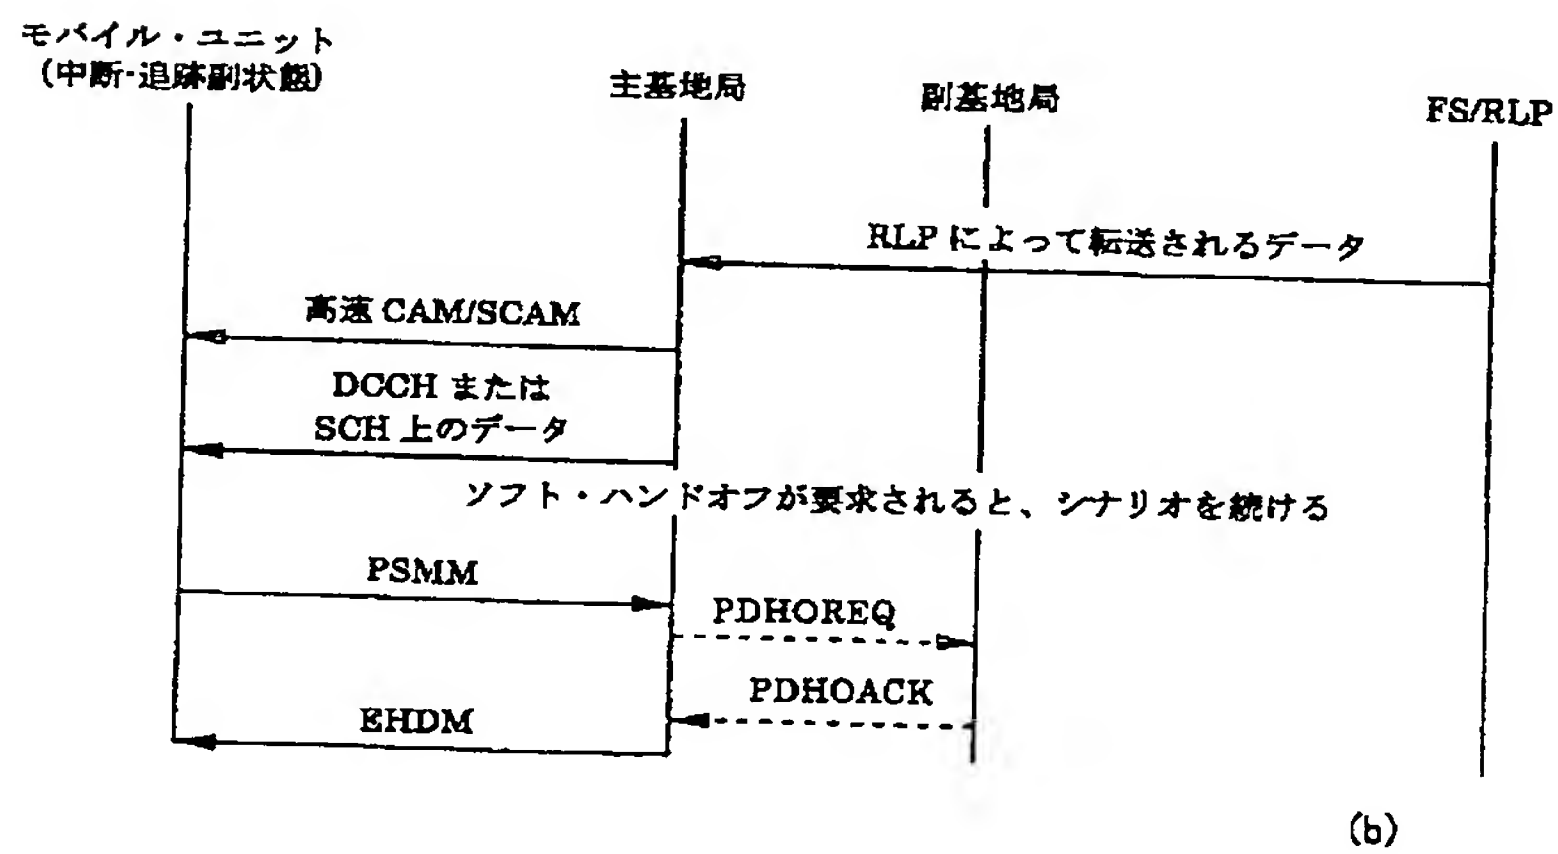 モバイル・ユニット
(中断-追跡副状態)
主基地局
副基地局
FS/RLP
RLP によって転送されるデータ
高速 CAM/SCAM
DCCH または
SCH 上のデータ
ソフト・ハンドオフが要求されると、シナリオを続ける
PSMM
PDHOREQ
PDHOACK
EHDM
(b)